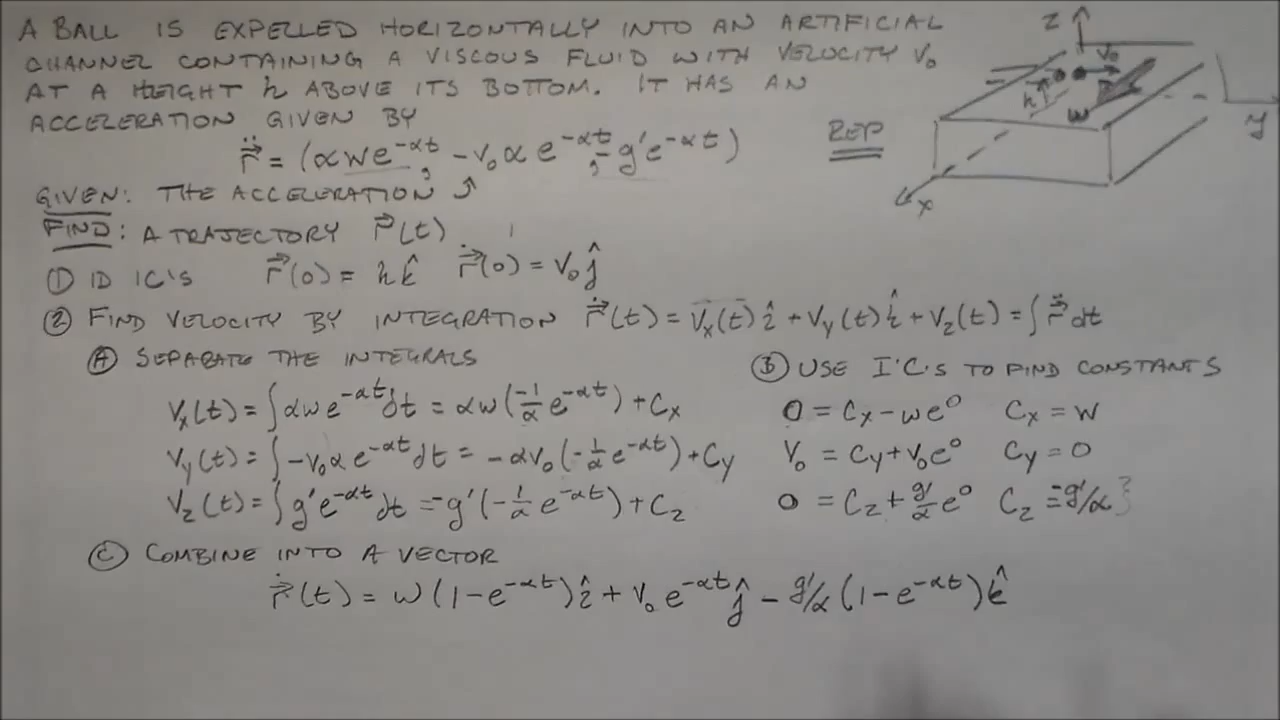 A BALL IS EXPELLED HORIZONTALLY INTO AN ARTIFICIAL
CHANNEL CONTAINING A VISCOUS FLUID WITH VELOCITY V₀
AT A HEIGHT h ABOVE ITS BOTTOM. IT HAS AN
ACCELERATION GIVEN BY
r⃗̈ = (αwe^{-αt}, -v₀αe^{-αt}, -g'e^{-αt})
REP
z
V₀
h
w
y
x
GIVEN: THE ACCELERATION ⤴
FIND: A TRAJECTORY r⃗(t)
① ID IC'S r⃗(0) = hk̂ r⃗̇(0) = V₀ĵ
② FIND VELOCITY BY INTEGRATION r⃗̇(t) = Vx(t)î + Vy(t)î + Vz(t) = ∫r⃗̈dt
Ⓐ SEPARATE THE INTEGRALS
Vx(t) = ∫αwe^{-αt}dt = αw(-1/α e^{-αt}) + Cx
Vy(t) = ∫-V₀αe^{-αt}dt = -αV₀(-1/α e^{-αt}) + Cy
Vz(t) = ∫g'e^{-αt}dt = -g'(-1/α e^{-αt}) + Cz
Ⓑ USE I'C'S TO FIND CONSTANTS
0 = Cx - we⁰ Cx = w
V₀ = Cy + V₀e⁰ Cy = 0
0 = Cz + g'/α e⁰ Cz = -g'/α
Ⓒ COMBINE INTO A VECTOR
r⃗̇(t) = w(1-e^{-αt})î + V₀e^{-αt}ĵ - g'/α(1-e^{-αt})k̂